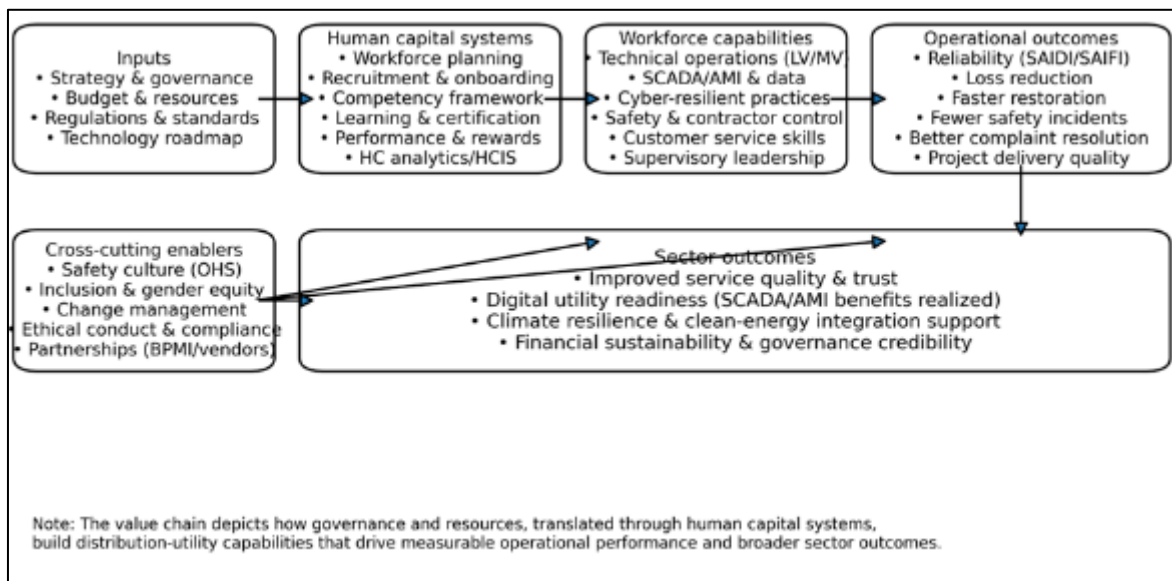 Inputs
• Strategy & governance
• Budget & resources
• Regulations & standards
• Technology roadmap
Human capital systems
• Workforce planning
• Recruitment & onboarding
• Competency framework
• Learning & certification
• Performance & rewards
• HC analytics/HCIS
Workforce capabilities
• Technical operations (LV/MV)
• SCADA/AMI & data
• Cyber-resilient practices
• Safety & contractor control
• Customer service skills
• Supervisory leadership
Operational outcomes
• Reliability (SAIDI/SAIFI)
• Loss reduction
• Faster restoration
• Fewer safety incidents
• Better complaint resolution
• Project delivery quality
Cross-cutting enablers
• Safety culture (OHS)
• Inclusion & gender equity
• Change management
• Ethical conduct & compliance
• Partnerships (BPMI/vendors)
Sector outcomes
• Improved service quality & trust
• Digital utility readiness (SCADA/AMI benefits realized)
• Climate resilience & clean-energy integration support
• Financial sustainability & governance credibility
Note: The value chain depicts how governance and resources, translated through human capital systems,
build distribution-utility capabilities that drive measurable operational performance and broader sector outcomes.